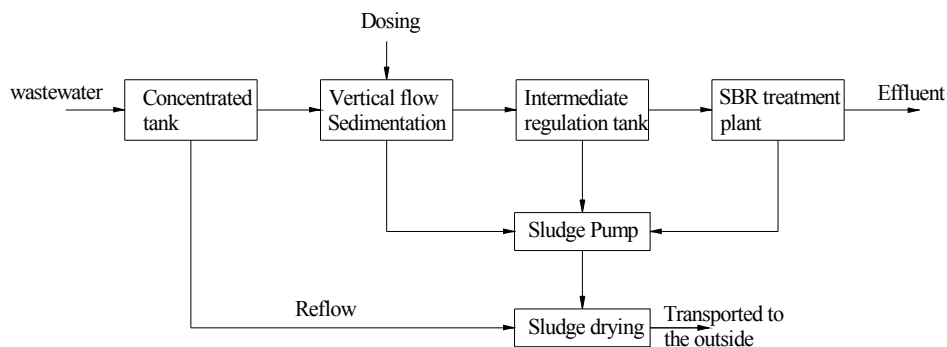 Dosing
wastewater
Concentrated
tank
Vertical flow
Sedimentation
Intermediate
regulation tank
SBR treatment
plant
Effluent
Sludge Pump
Reflow
Sludge drying
Transported to
the outside